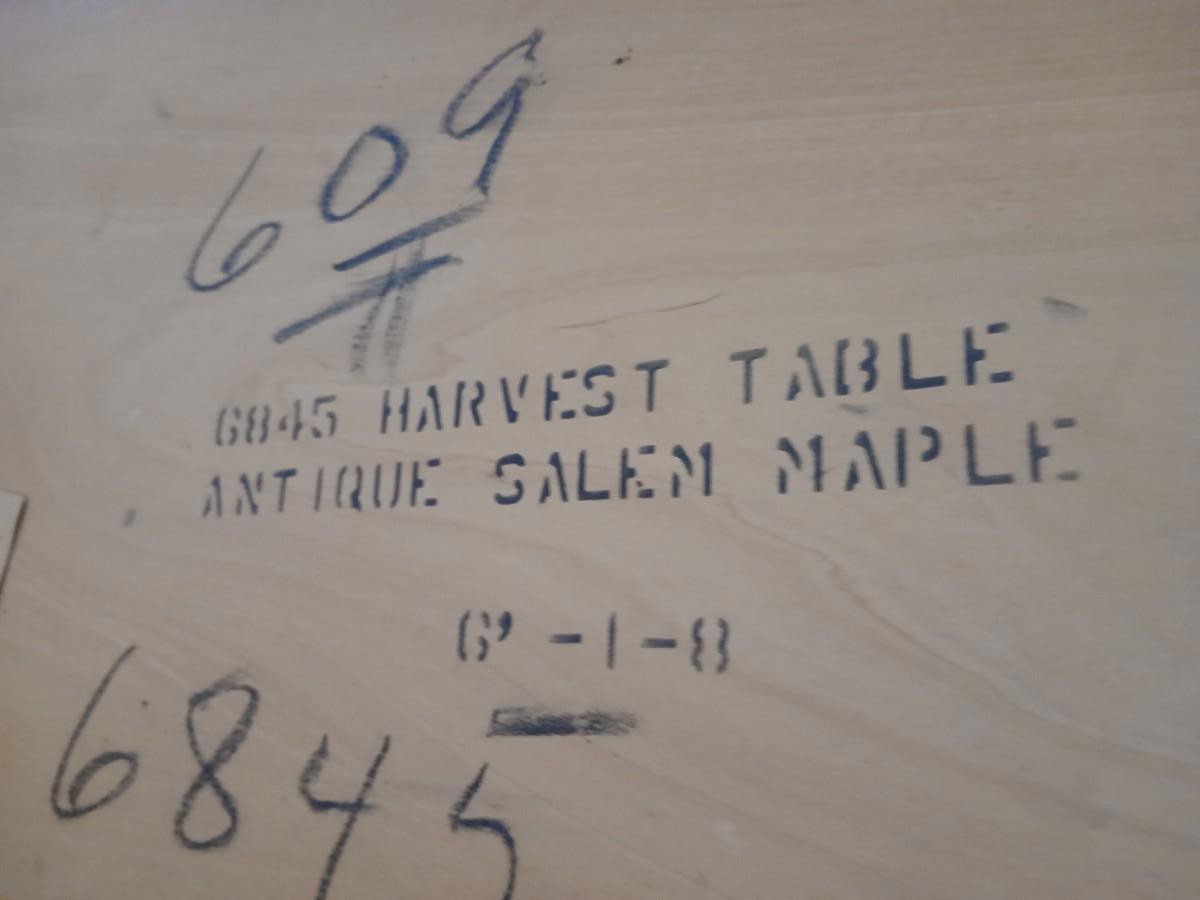 609
6845 HARVEST TABLE
ANTIQUE SALEM MAPLE
6' -1-8
6845